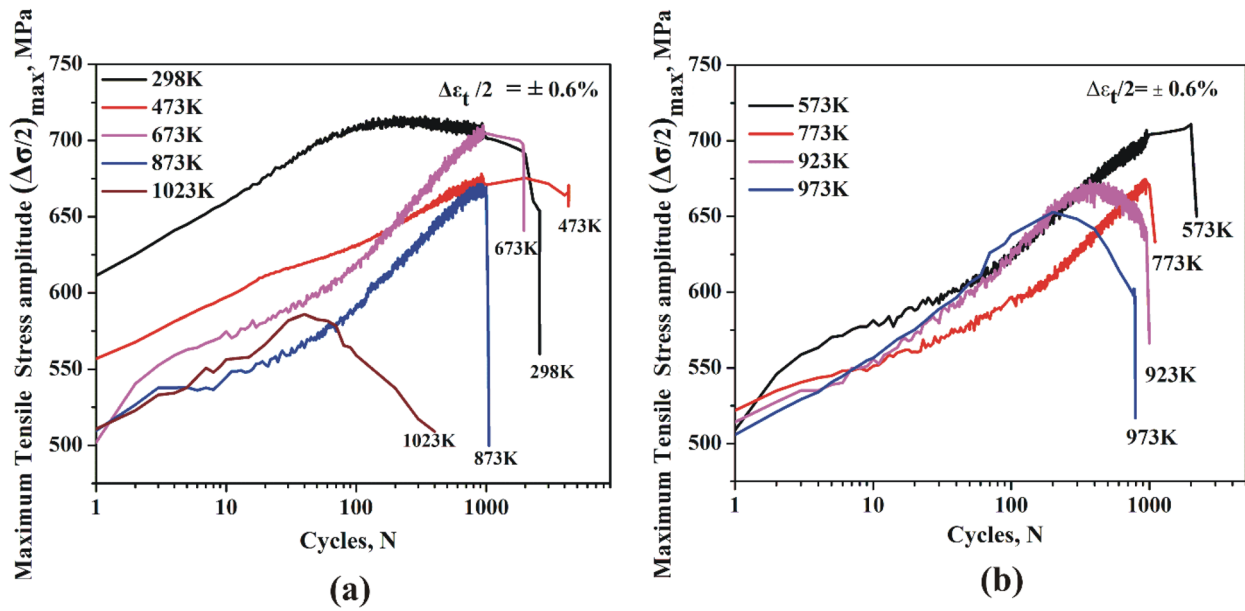 Maximum Tensile Stress amplitude (Δσ/2)max, MPa
750
700
650
600
550
500
298K
473K
673K
873K
1023K
Δεt /2 = ± 0.6%
673K
473K
298K
1023K
873K
1
10
100
1000
Cycles, N
(a)
Maximum Tensile Stress amplitude (Δσ/2)max, MPa
750
700
650
600
550
500
573K
773K
923K
973K
Δεt/2= ± 0.6%
573K
773K
923K
973K
1
10
100
1000
Cycles, N
(b)